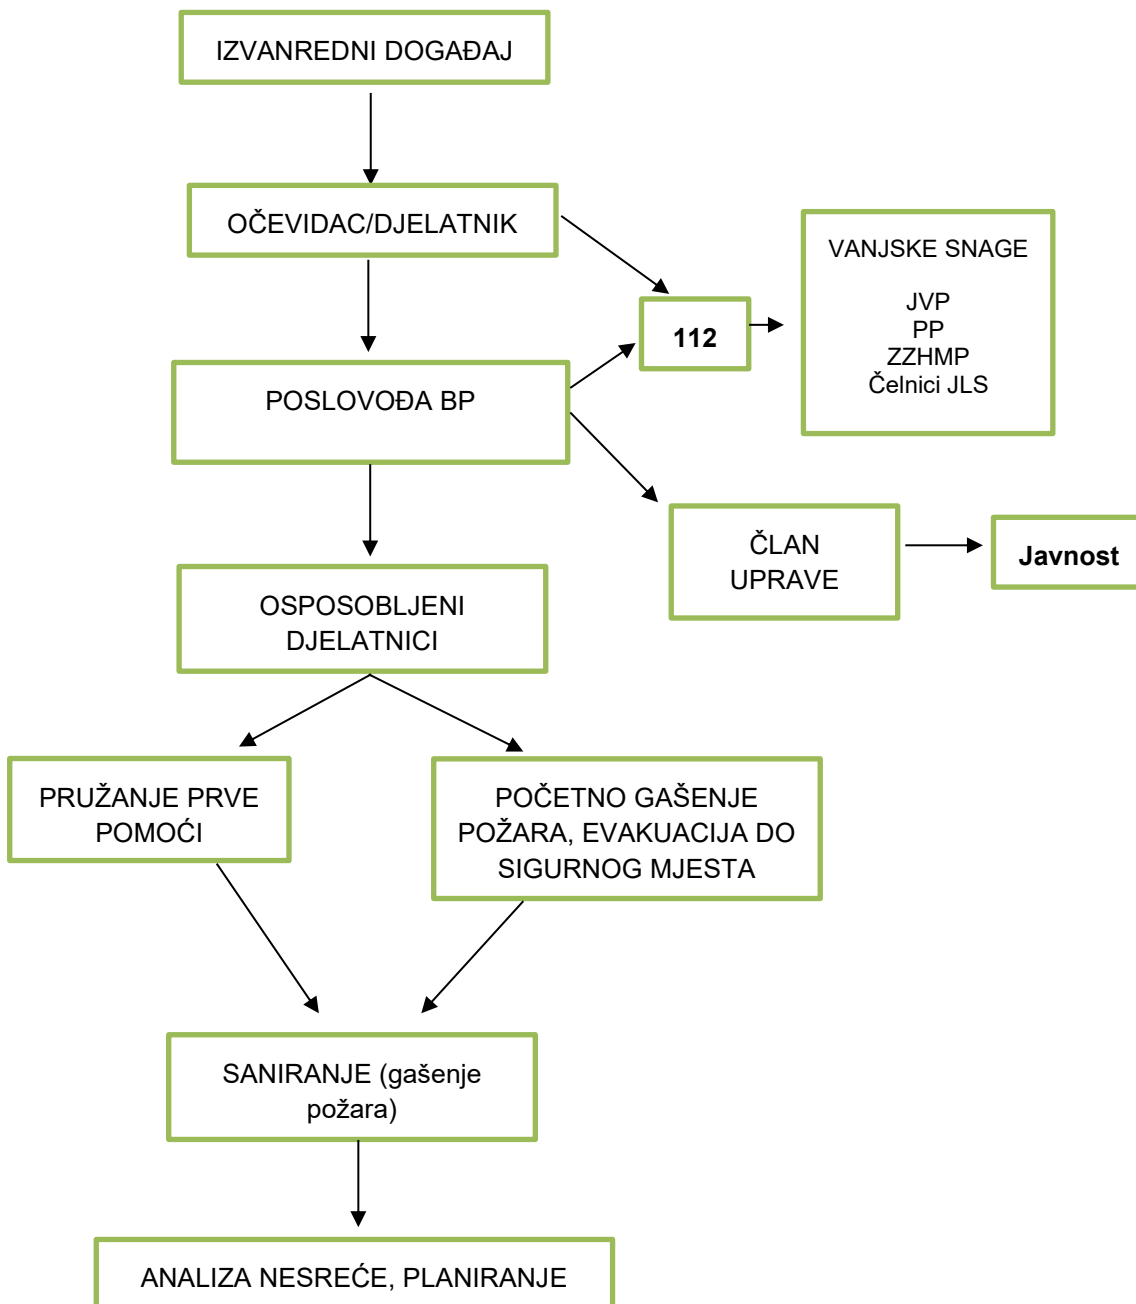 IZVANREDNI DOGAĐAJ
OČEVIDAC/DJELATNIK
VANJSKE SNAGE
JVP
PP
ZZHMP
Čelnici JLS
112
POSLOVOĐA BP
ČLAN
UPRAVE
Javnost
OSPOSOBLJENI
DJELATNICI
PRUŽANJE PRVE
POMOĆI
POČETNO GAŠENJE
POŽARA, EVAKUACIJA DO
SIGURNOG MJESTA
SANIRANJE (gašenje
požara)
ANALIZA NESREĆE, PLANIRANJE